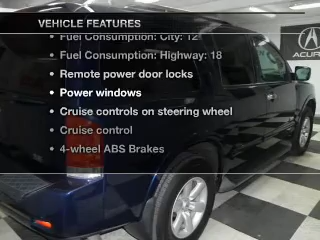 VEHICLE FEATURES
• Fuel Consumption: City: 12
• Fuel Consumption: Highway: 18
• Remote power door locks
• Power windows
• Cruise controls on steering wheel
• Cruise control
• 4-wheel ABS Brakes
ACURA